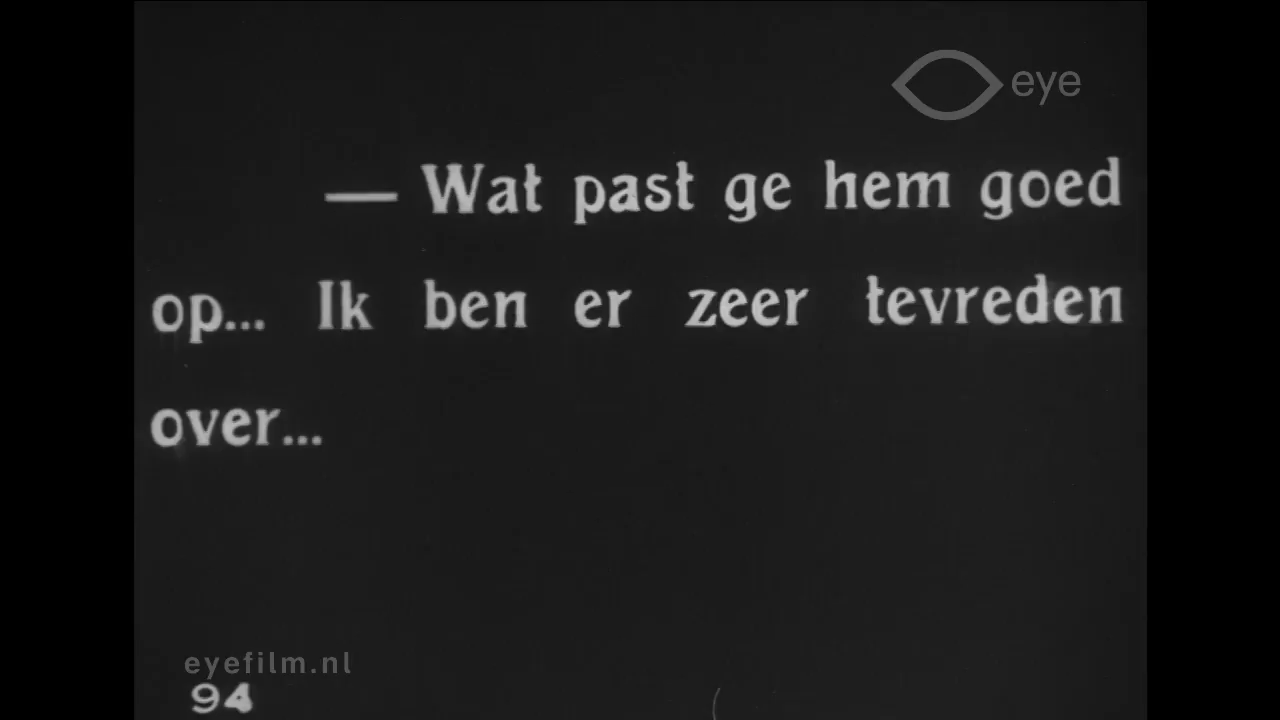 eye
— Wat past ge hem goed
op... Ik ben er zeer tevreden
over...
eyefilm.nl
94